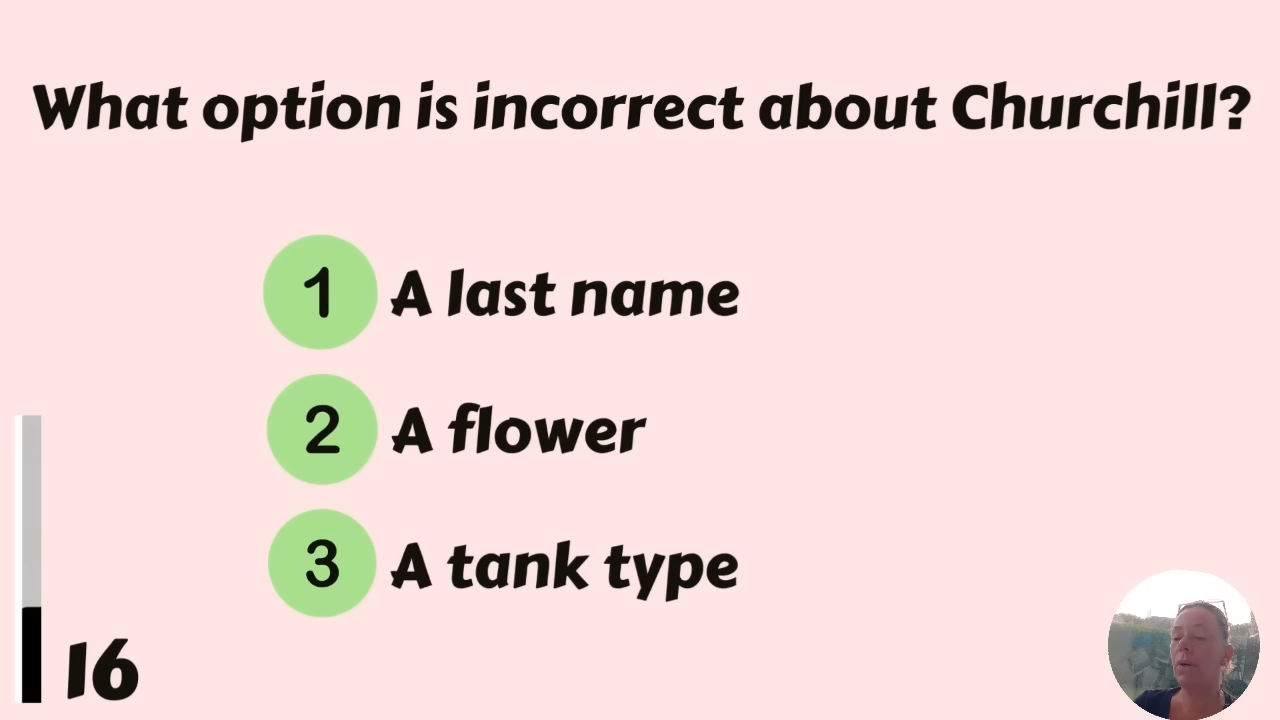 What option is incorrect about Churchill?
1 A last name
2 A flower
3 A tank type
16